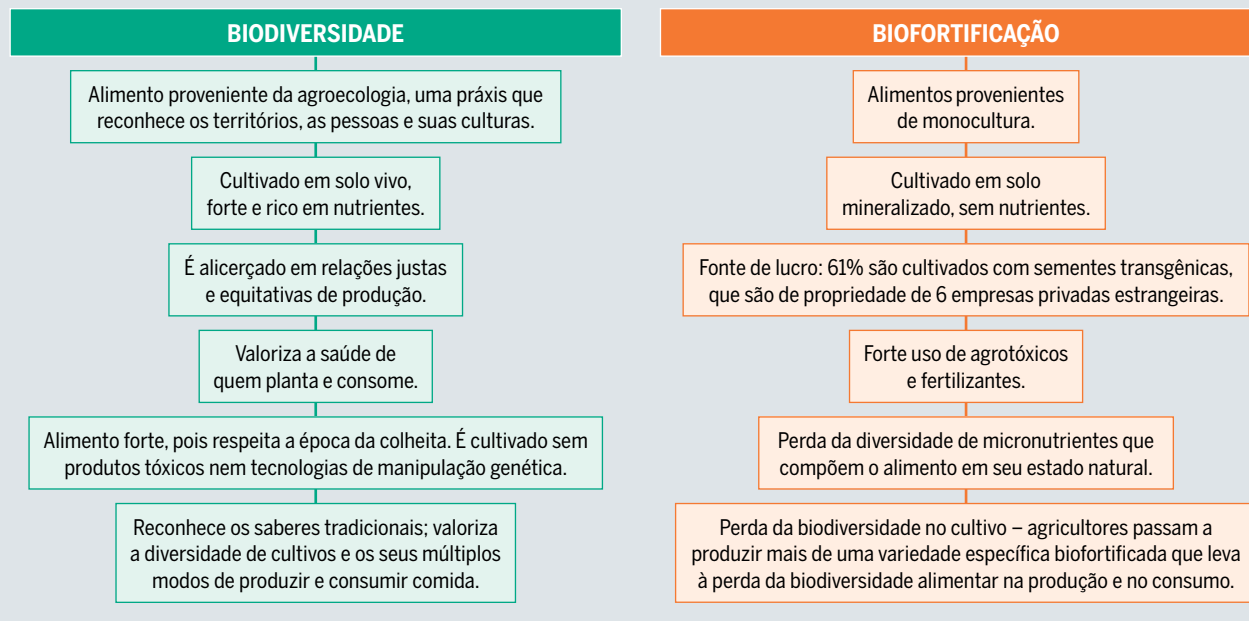 BIODIVERSIDADE
Alimento proveniente da agroecologia, uma práxis que
reconhece os territórios, as pessoas e suas culturas.
Cultivado em solo vivo,
forte e rico em nutrientes.
É alicerçado em relações justas
e equitativas de produção.
Valoriza a saúde de
quem planta e consome.
Alimento forte, pois respeita a época da colheita. É cultivado sem
produtos tóxicos nem tecnologias de manipulação genética.
Reconhece os saberes tradicionais; valoriza
a diversidade de cultivos e os seus múltiplos
modos de produzir e consumir comida.
BIOFORTIFICAÇÃO
Alimentos provenientes
de monocultura.
Cultivado em solo
mineralizado, sem nutrientes.
Fonte de lucro: 61% são cultivados com sementes transgênicas,
que são de propriedade de 6 empresas privadas estrangeiras.
Forte uso de agrotóxicos
e fertilizantes.
Perda da diversidade de micronutrientes que
compõem o alimento em seu estado natural.
Perda da biodiversidade no cultivo – agricultores passam a
produzir mais de uma variedade específica biofortificada que leva
à perda da biodiversidade alimentar na produção e no consumo.